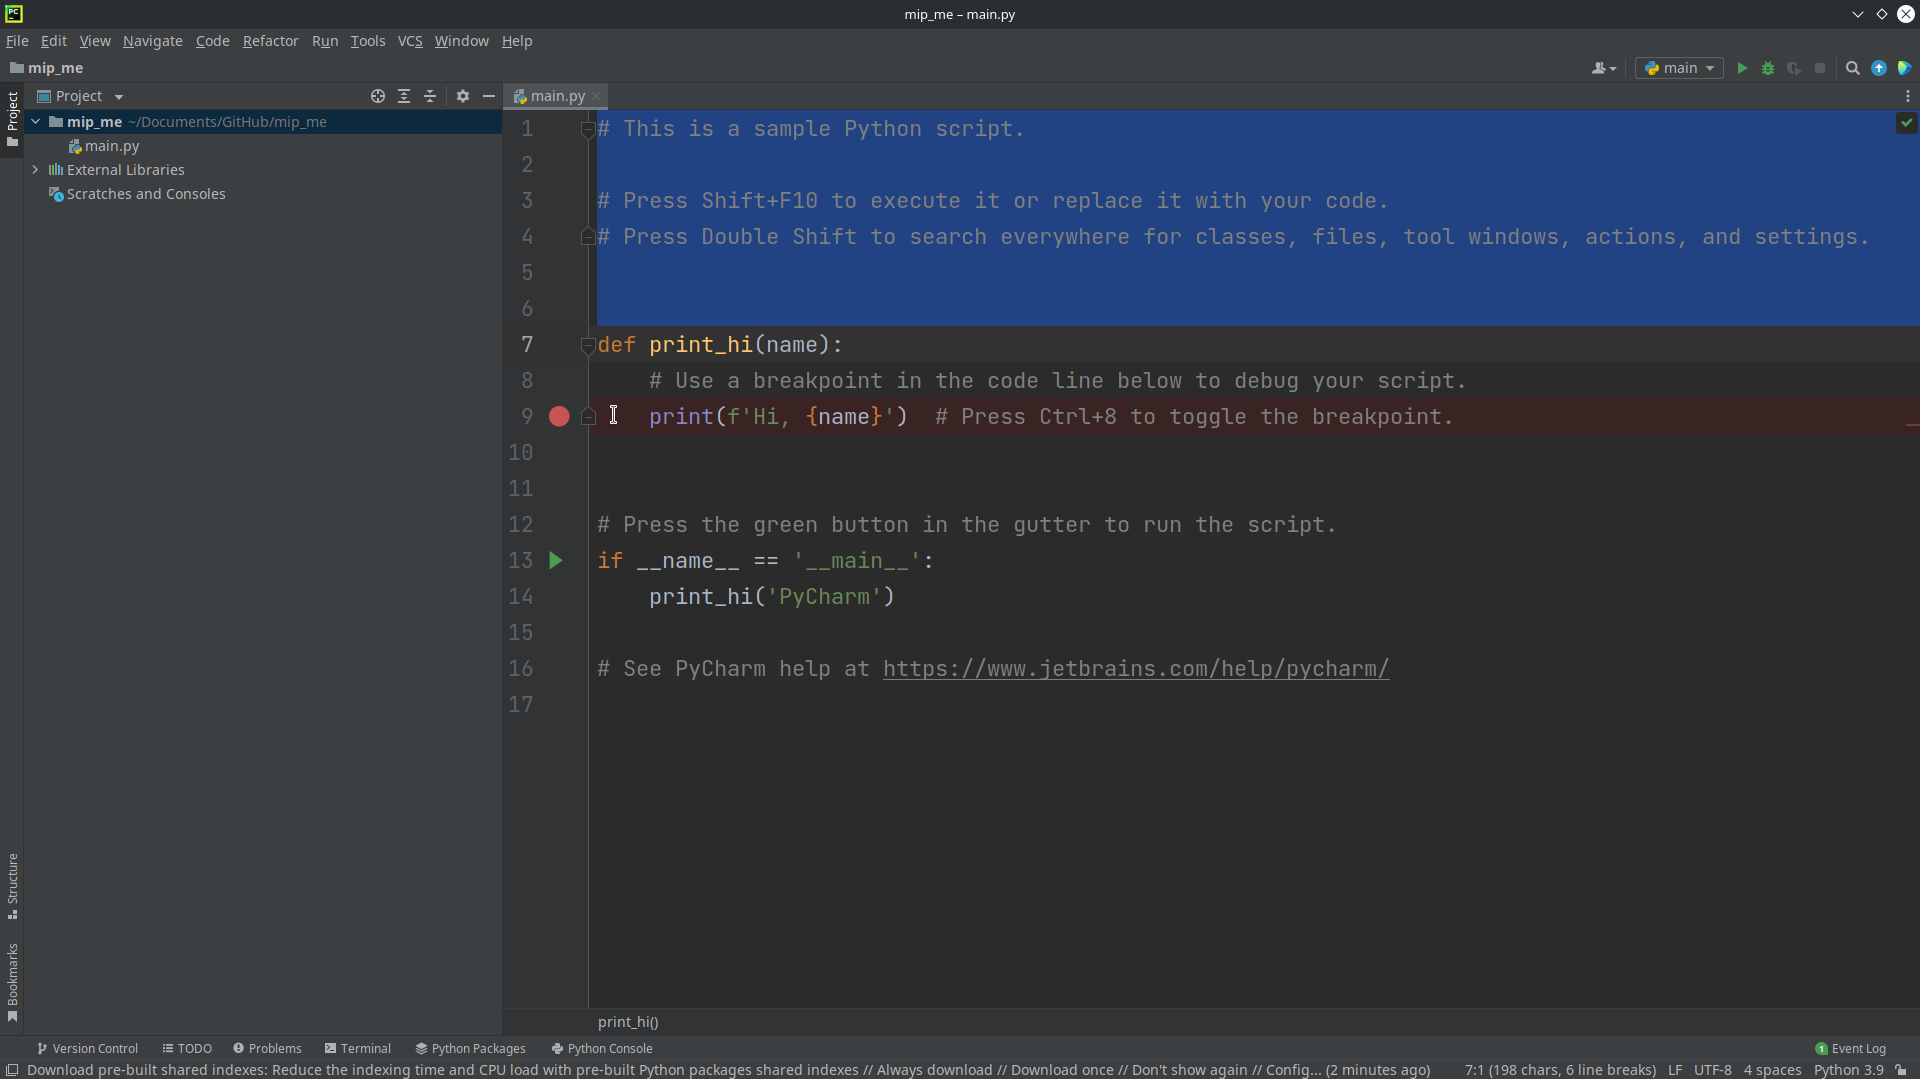 mip_me – main.py
File Edit View Navigate Code Refactor Run Tools VCS Window Help
mip_me
main
Project
main.py
Project
mip_me ~/Documents/GitHub/mip_me
main.py
External Libraries
Scratches and Consoles
1 # This is a sample Python script.
2
3 # Press Shift+F10 to execute it or replace it with your code.
4 # Press Double Shift to search everywhere for classes, files, tool windows, actions, and settings.
5
6
7 def print_hi(name):
8     # Use a breakpoint in the code line below to debug your script.
9     print(f'Hi, {name}')  # Press Ctrl+8 to toggle the breakpoint.
10
11
12 # Press the green button in the gutter to run the script.
13 if __name__ == '__main__':
14     print_hi('PyCharm')
15
16 # See PyCharm help at https://www.jetbrains.com/help/pycharm/
17
Structure
Bookmarks
print_hi()
Version Control TODO Problems Terminal Python Packages Python Console 1 Event Log
Download pre-built shared indexes: Reduce the indexing time and CPU load with pre-built Python packages shared indexes // Always download // Download once // Don't show again // Config... (2 minutes ago) 7:1 (198 chars, 6 line breaks) LF UTF-8 4 spaces Python 3.9